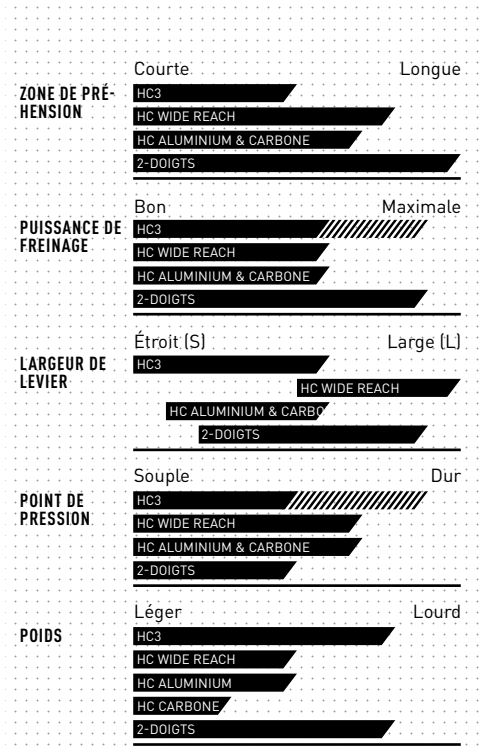 Courte Longue
ZONE DE PRÉ-
HENSION
HC3
HC WIDE REACH
HC ALUMINIUM & CARBONE
2-DOIGTS
Bon Maximale
PUISSANCE DE
FREINAGE
HC3
HC WIDE REACH
HC ALUMINIUM & CARBONE
2-DOIGTS
Étroit (S) Large (L)
LARGEUR DE
LEVIER
HC3
HC WIDE REACH
HC ALUMINIUM & CARBO
2-DOIGTS
Souple Dur
POINT DE
PRESSION
HC3
HC WIDE REACH
HC ALUMINIUM & CARBONE
2-DOIGTS
Léger Lourd
POIDS
HC3
HC WIDE REACH
HC ALUMINIUM
HC CARBONE
2-DOIGTS